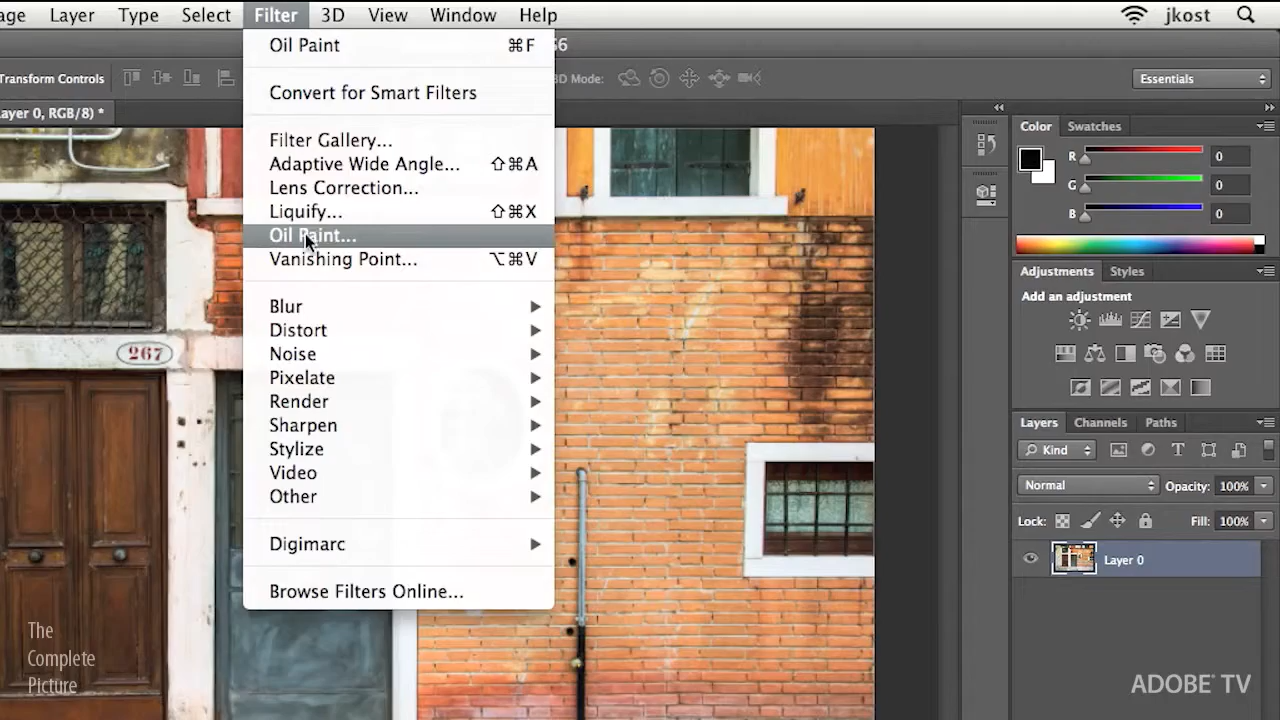 age Layer Type Select Filter 3D View Window Help jkost
Oil Paint ⌘F
6
Transform Controls
3D Mode:
Essentials
Convert for Smart Filters
ayer 0, RGB/8) *
Filter Gallery...
Adaptive Wide Angle... ⇧⌘A
Lens Correction...
Liquify... ⇧⌘X
Oil Paint...
Vanishing Point... ⌥⌘V
Blur
Distort
Noise
Pixelate
Render
Sharpen
Stylize
Video
Other
Digimarc
Browse Filters Online...
267
Color Swatches
R 0
G 0
B 0
Adjustments Styles
Add an adjustment
Layers Channels Paths
Kind
Normal Opacity: 100%
Lock: Fill: 100%
Layer 0
The
Complete
Picture
ADOBE® TV